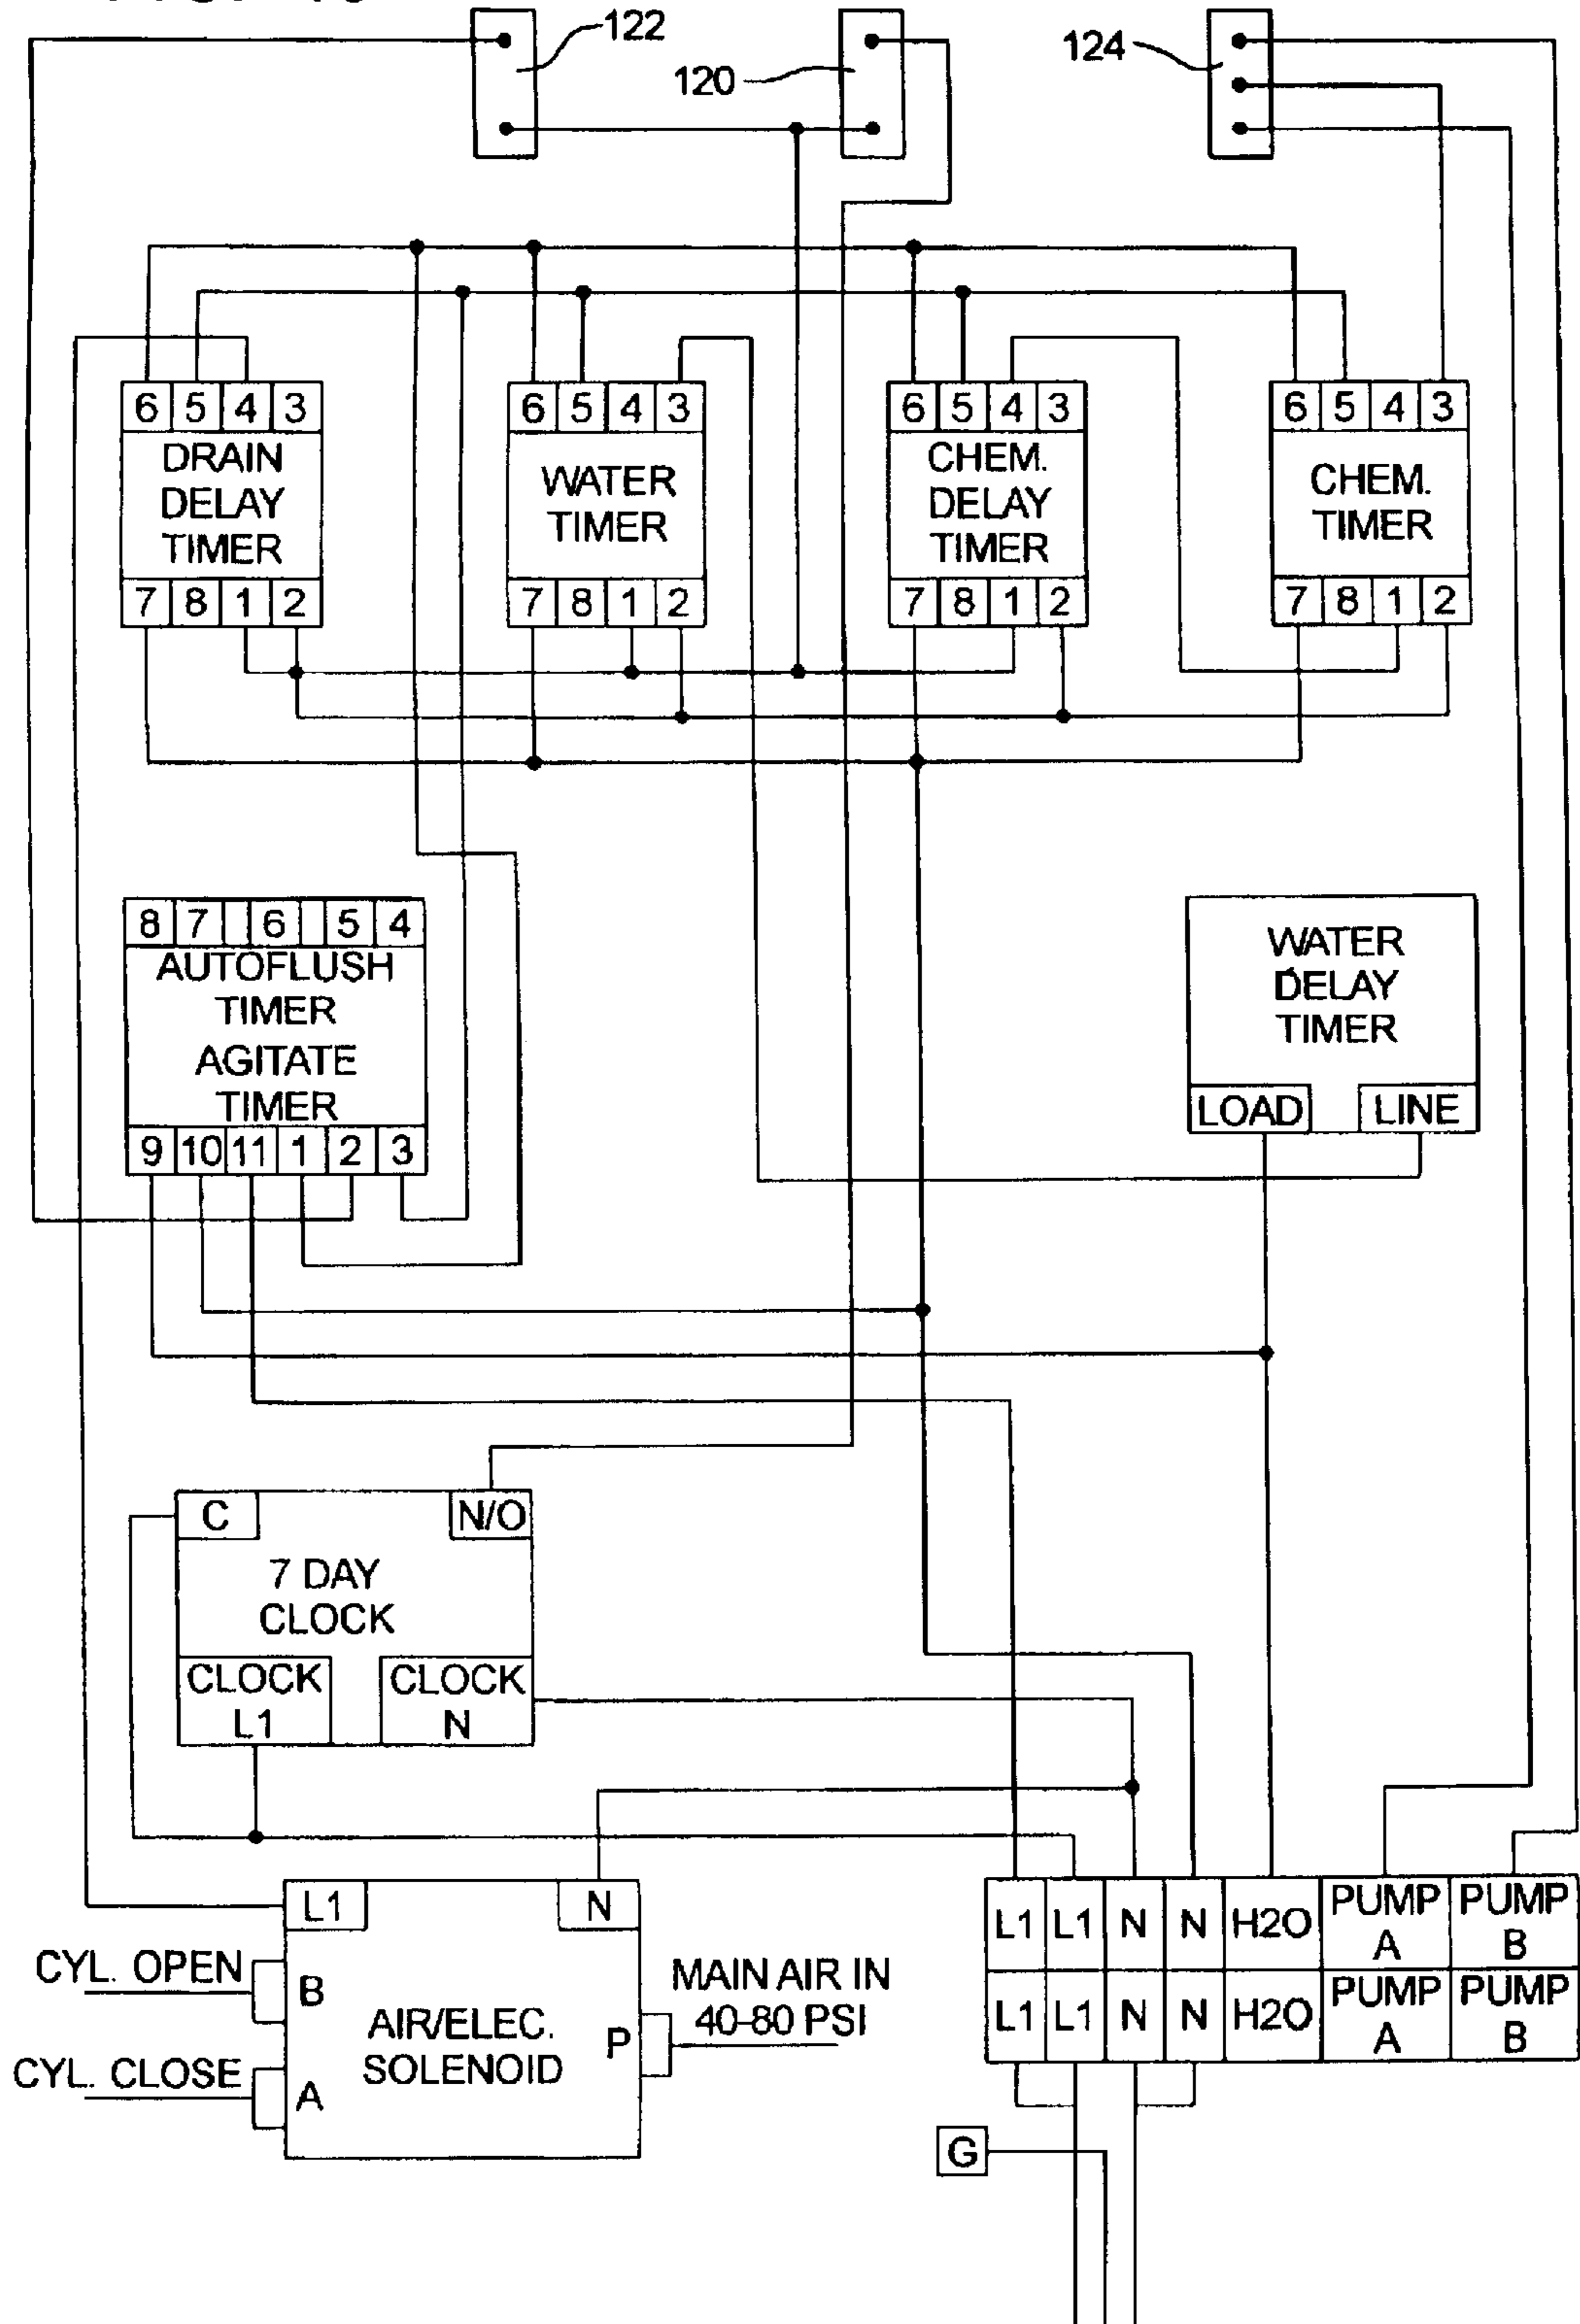 122
120
124
6 5 4 3
DRAIN
DELAY
TIMER
7 8 1 2
6 5 4 3
WATER
TIMER
7 8 1 2
6 5 4 3
CHEM.
DELAY
TIMER
7 8 1 2
6 5 4 3
CHEM.
TIMER
7 8 1 2
8 7 6 5 4
AUTOFLUSH
TIMER
AGITATE
TIMER
9 10 11 1 2 3
WATER
DELAY
TIMER
LOAD LINE
C N/O
7 DAY
CLOCK
CLOCK
L1
CLOCK
N
L1 N
CYL. OPEN
B
CYL. CLOSE
A
AIR/ELEC.
SOLENOID
P
MAIN AIR IN
40-80 PSI
L1 L1 N N H2O PUMP A PUMP B
L1 L1 N N H2O PUMP A PUMP B
G